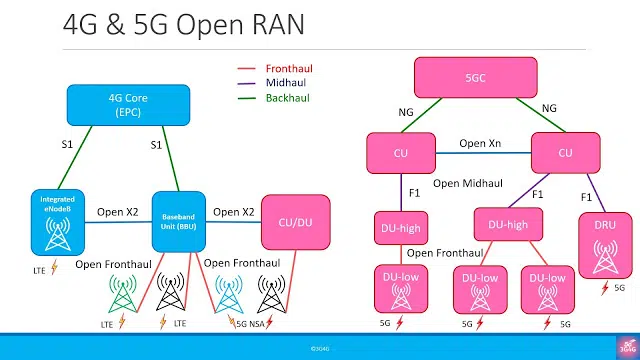 4G & 5G Open RAN
Fronthaul
Midhaul
Backhaul
4G Core
(EPC)
S1
S1
Integrated
eNodeB
LTE
Open X2
Baseband
Unit (BBU)
Open X2
CU/DU
Open Fronthaul
Open Fronthaul
LTE
LTE
5G NSA
5GC
NG
NG
CU
Open Xn
CU
Open Midhaul
F1
F1
F1
DU-high
DU-high
DRU
Open Fronthaul
DU-low
DU-low
DU-low
5G
5G
5G
5G
©3G4G
3G4G